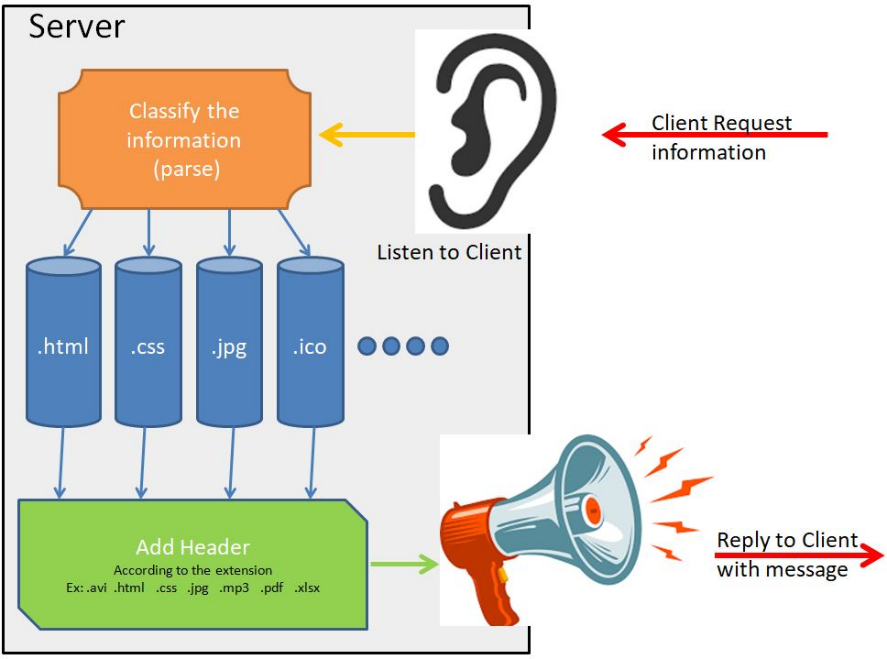 Server
Classify the
information
(parse)
Client Request
information
Listen to Client
.html
.css
.jpg
.ico
Add Header
According to the extension
Ex: .avi .html .css .jpg .mp3 .pdf .xlsx
Reply to Client
with message